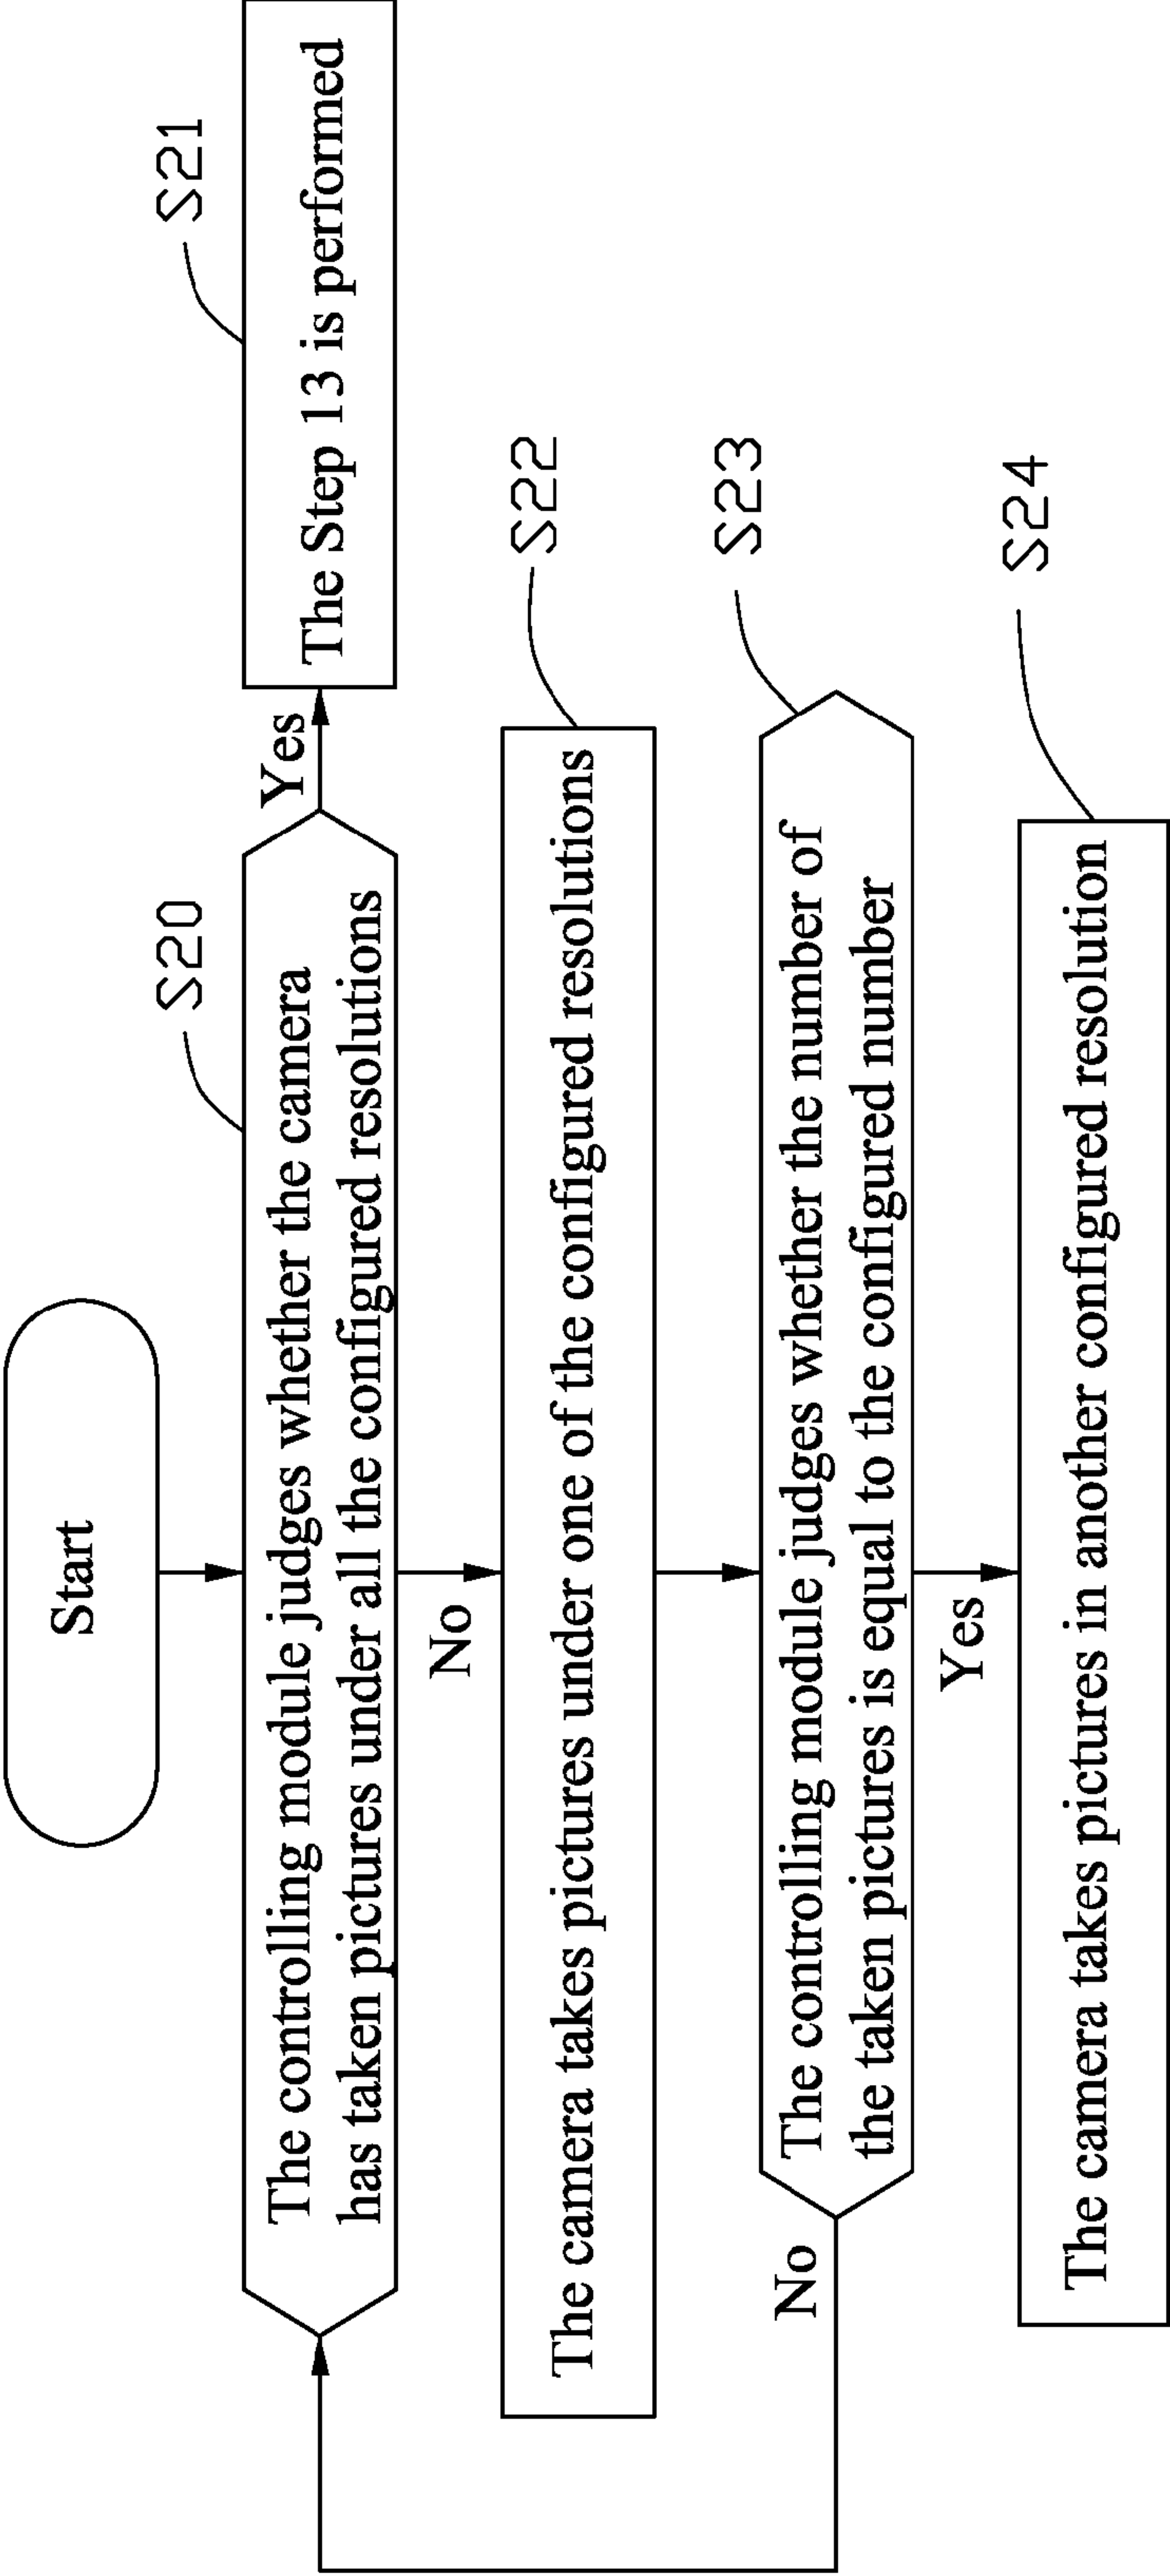 Start
S20
The controlling module judges whether the camera
has taken pictures under all the configured resolutions
Yes
S21
The Step 13 is performed
No
S22
The camera takes pictures under one of the configured resolutions
S23
The controlling module judges whether the number of
the taken pictures is equal to the configured number
No
Yes
S24
The camera takes pictures in another configured resolution